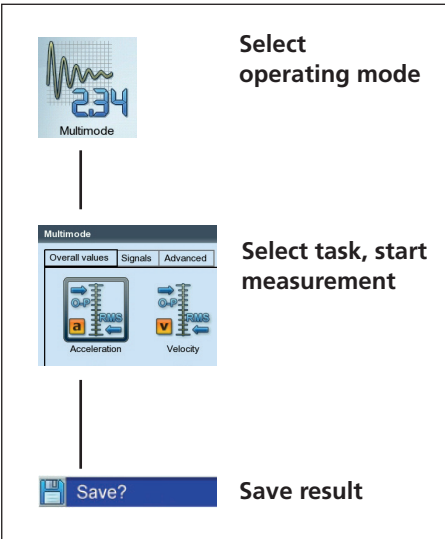 Select
operating mode
2.34
Multimode
Multimode
Overall values Signals Advanced
Select task, start
measurement
O-P O-P
RMS RMS
a v
Acceleration Velocity
Save?
Save result